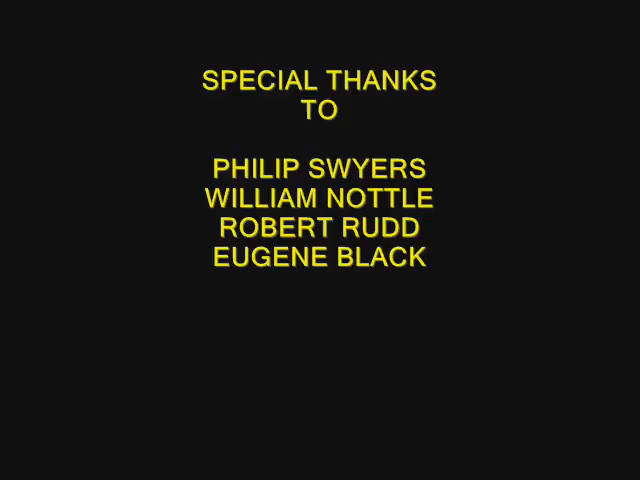 SPECIAL THANKS
TO
PHILIP SWYERS
WILLIAM NOTTLE
ROBERT RUDD
EUGENE BLACK